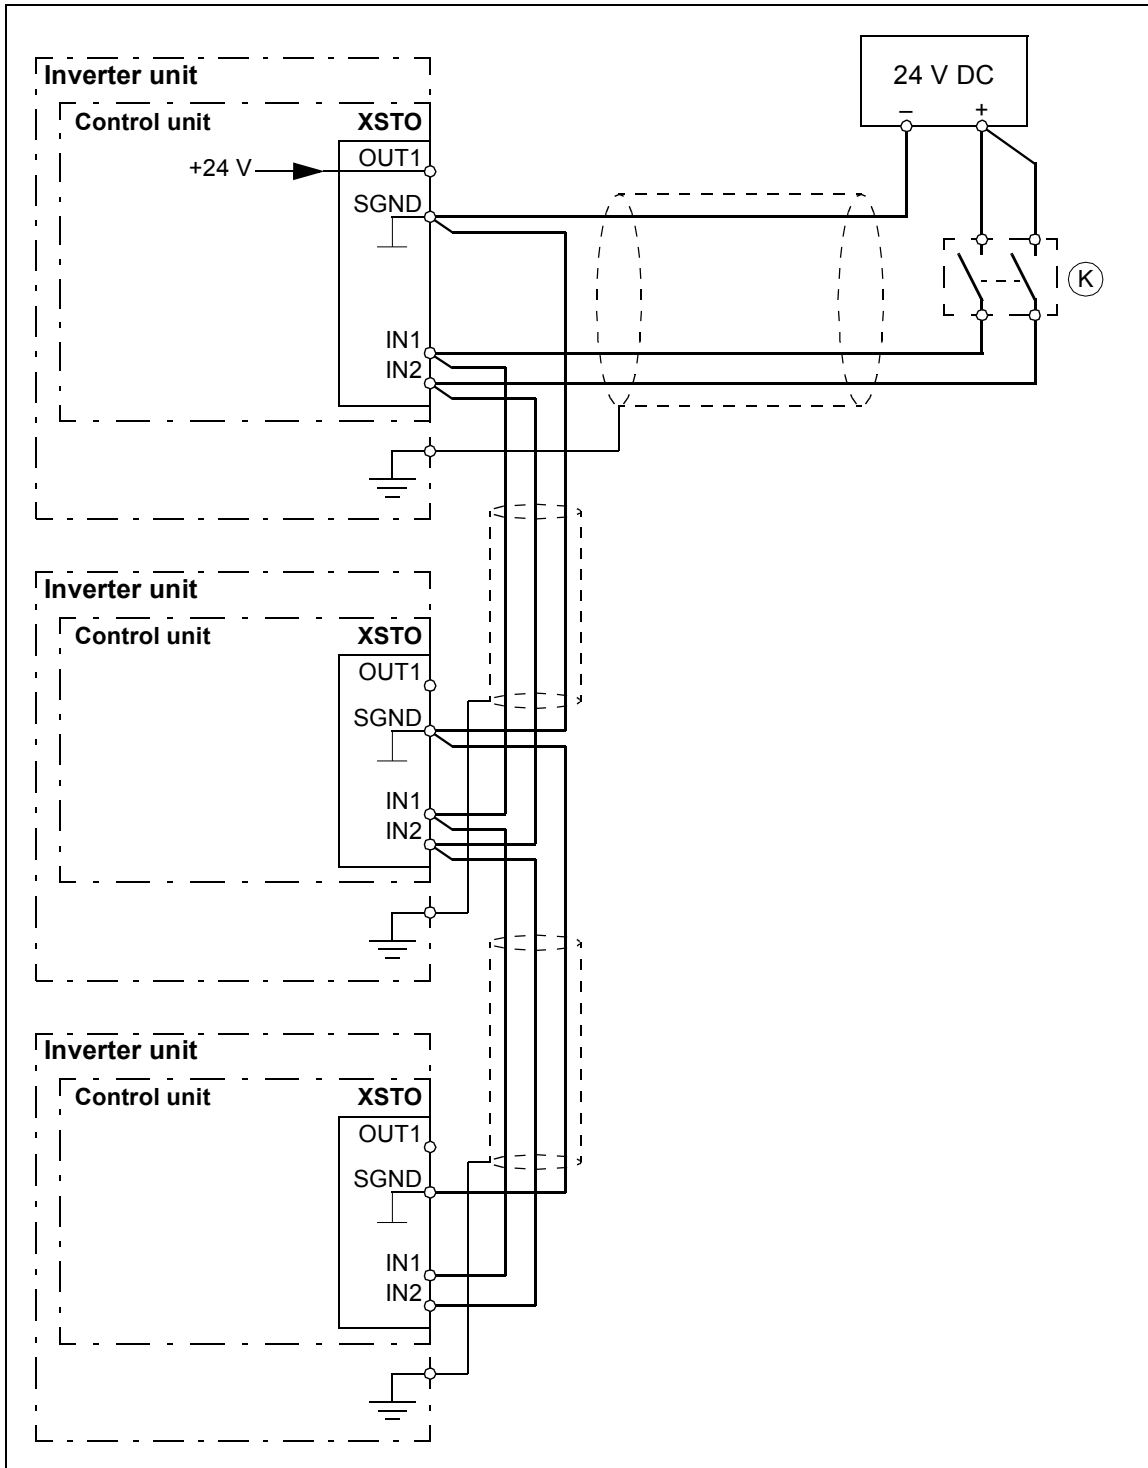 Inverter unit
Control unit XSTO
OUT1
+24 V
SGND
IN1
IN2
24 V DC
– +
K
Inverter unit
Control unit XSTO
OUT1
SGND
IN1
IN2
Inverter unit
Control unit XSTO
OUT1
SGND
IN1
IN2